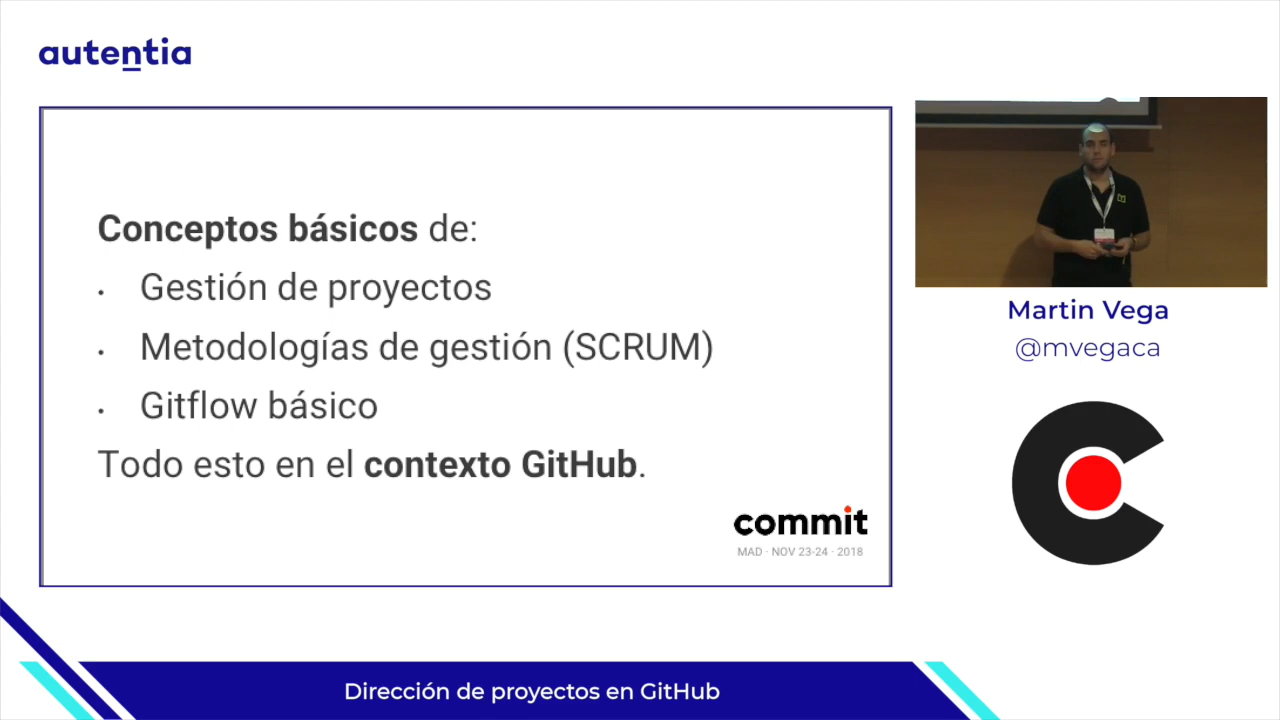 autentia
Conceptos básicos de:
· Gestión de proyectos
· Metodologías de gestión (SCRUM)
· Gitflow básico
Todo esto en el contexto GitHub.
commit
MAD · NOV 23-24 · 2018
Martin Vega
@mvegaca
Dirección de proyectos en GitHub